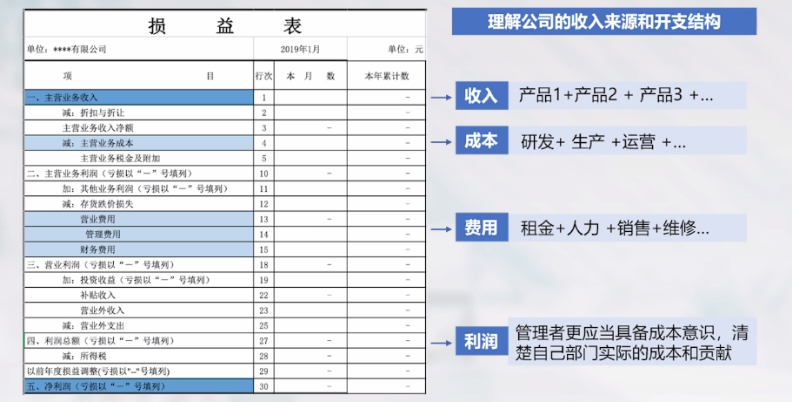 损 益 表
单位：****有限公司 2019年1月 单位：元
项 目 行次 本 月 数 本年累计数
一、主营业务收入 1 -
减：折扣与折让 2 -
主营业务收入净额 3 - -
减：主营业务成本 4 -
主营业务税金及附加 5 -
二、主营业务利润（亏损以“－”号填列） 10 - -
加：其他业务利润（亏损以“－”号填列） 11 -
减：存货跌价损失 12 -
营业费用 13 - -
管理费用 14 -
财务费用 15 -
三、营业利润（亏损以“－”号填列） 18 - -
加：投资收益（亏损以“－”号填列） 19 -
补贴收入 22 - -
营业外收入 23 -
减：营业外支出 25 -
四、利润总额（亏损以“－”号填列） 27 - -
减：所得税 28 - -
以前年度损益调整(亏损以"--"号填列) 29 -
五、净利润（亏损以“－”号填列） 30 - -
理解公司的收入来源和开支结构
收入 产品1+产品2 + 产品3 +...
成本 研发+ 生产 +运营 +...
费用 租金+人力 +销售+维修...
利润 管理者更应当具备成本意识，清
楚自己部门实际的成本和贡献